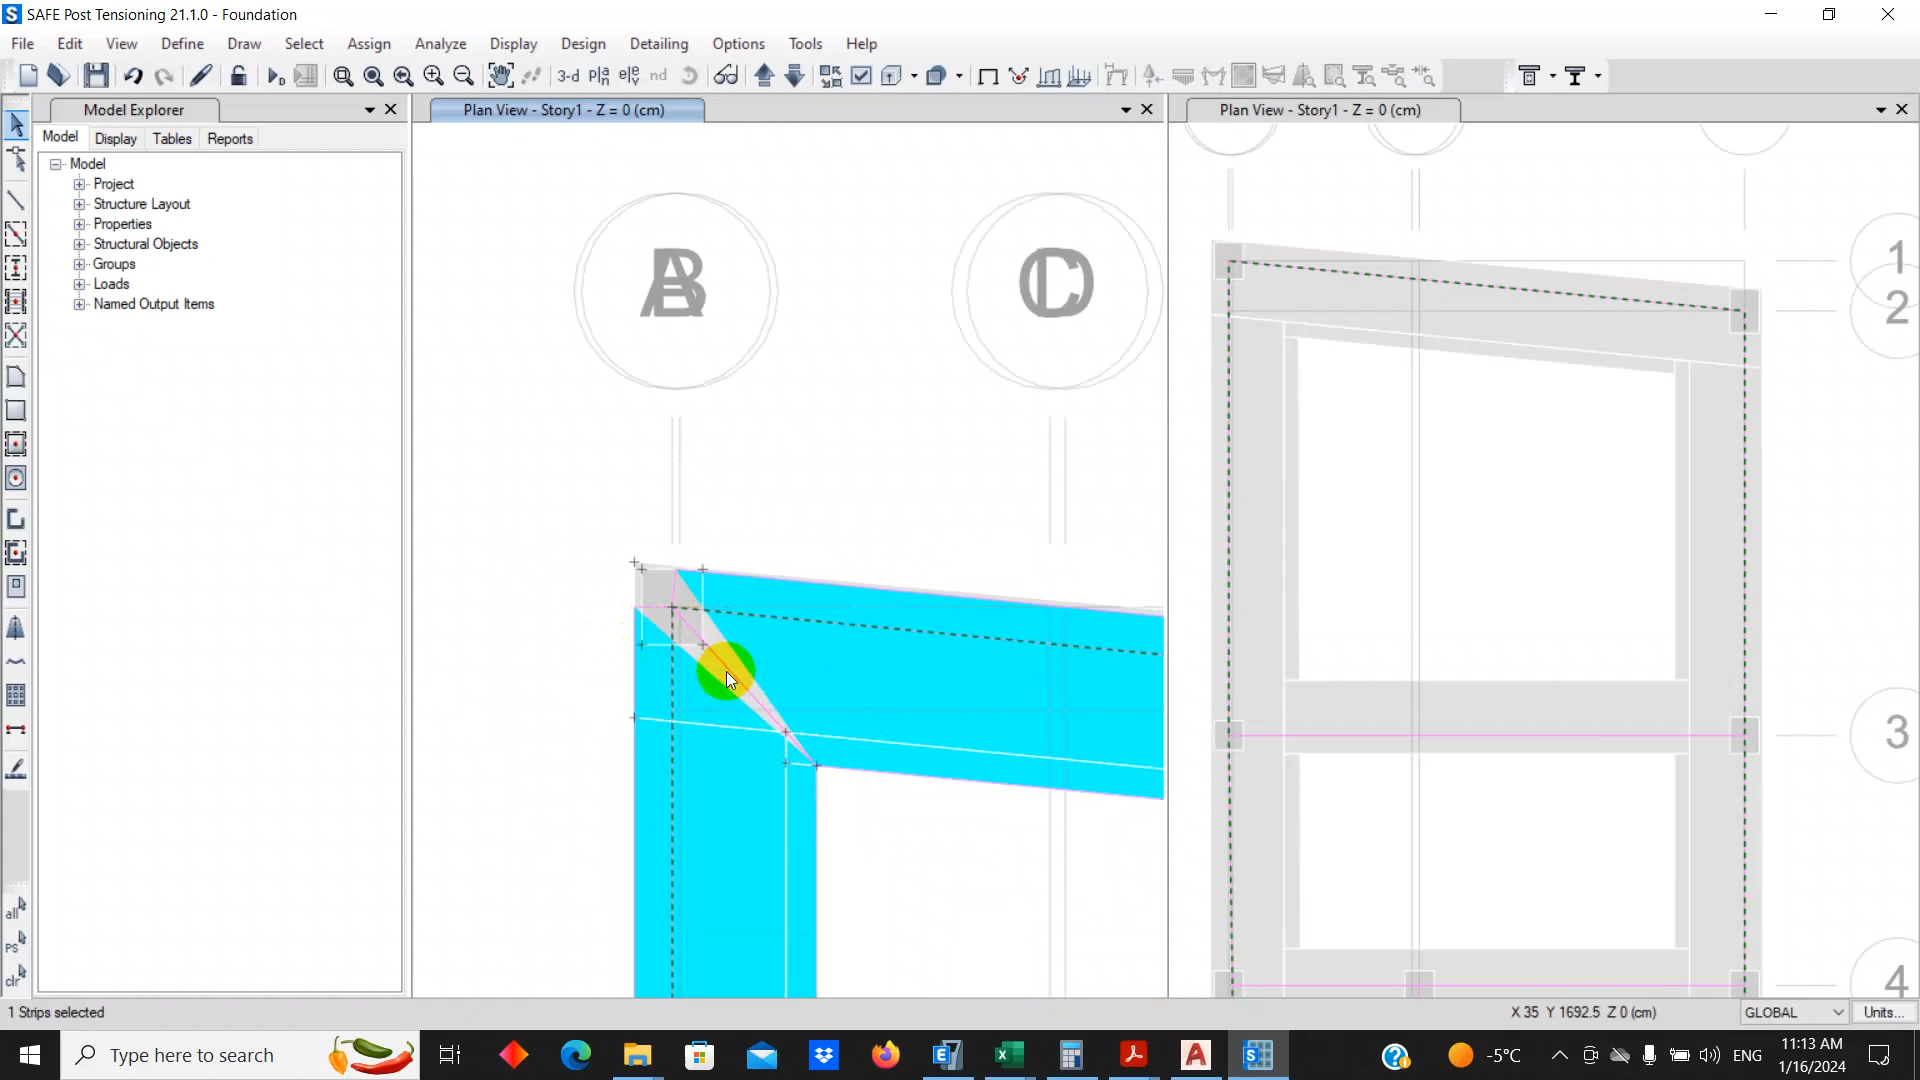 SAFE Post Tensioning 21.1.0 - Foundation
File Edit View Define Draw Select Assign Analyze Display Design Detailing Options Tools Help
3-d Pla ele nd
Model Explorer
Plan View - Story1 - Z = 0 (cm)
Plan View - Story1 - Z = 0 (cm)
Model Display Tables Reports
Model
Project
Structure Layout
Properties
Structural Objects
Groups
Loads
Named Output Items
A
B
C
D
1
2
3
4
all
PS
clr
1 Strips selected
X 35 Y 1692.5 Z 0 (cm)
GLOBAL
Units...
Type here to search
-5°C
ENG
11:13 AM
1/16/2024